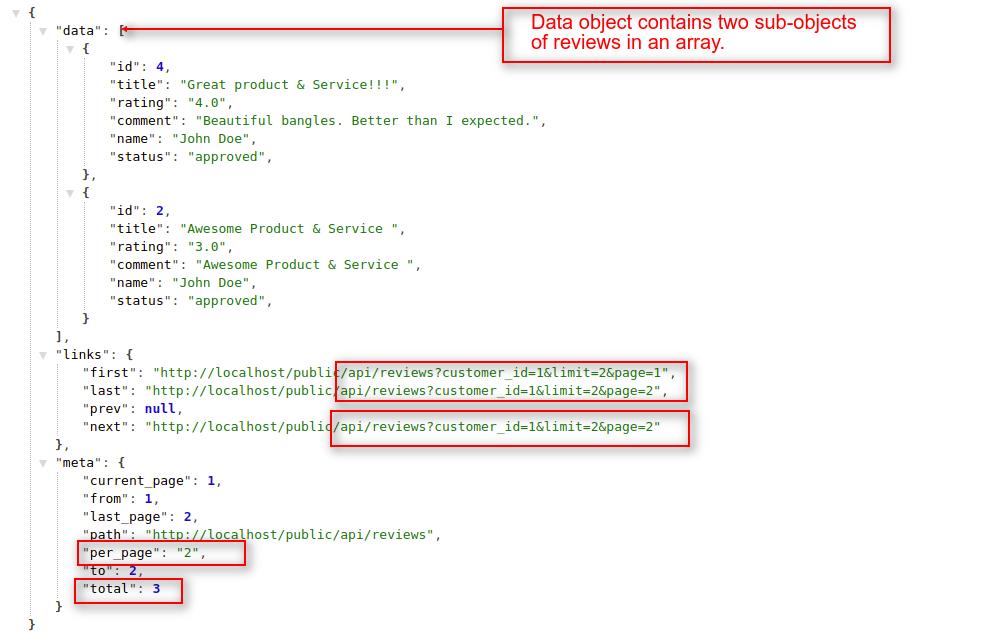 {
"data": [
Data object contains two sub-objects
of reviews in an array.
{
"id": 4,
"title": "Great product & Service!!!",
"rating": "4.0",
"comment": "Beautiful bangles. Better than I expected.",
"name": "John Doe",
"status": "approved",
},
{
"id": 2,
"title": "Awesome Product & Service ",
"rating": "3.0",
"comment": "Awesome Product & Service ",
"name": "John Doe",
"status": "approved",
}
],
"links": {
"first": "http://localhost/public/api/reviews?customer_id=1&limit=2&page=1",
"last": "http://localhost/public/api/reviews?customer_id=1&limit=2&page=2",
"prev": null,
"next": "http://localhost/public/api/reviews?customer_id=1&limit=2&page=2"
},
"meta": {
"current_page": 1,
"from": 1,
"last_page": 2,
"path": "http://localhost/public/api/reviews",
"per_page": "2",
"to": 2,
"total": 3
}
}